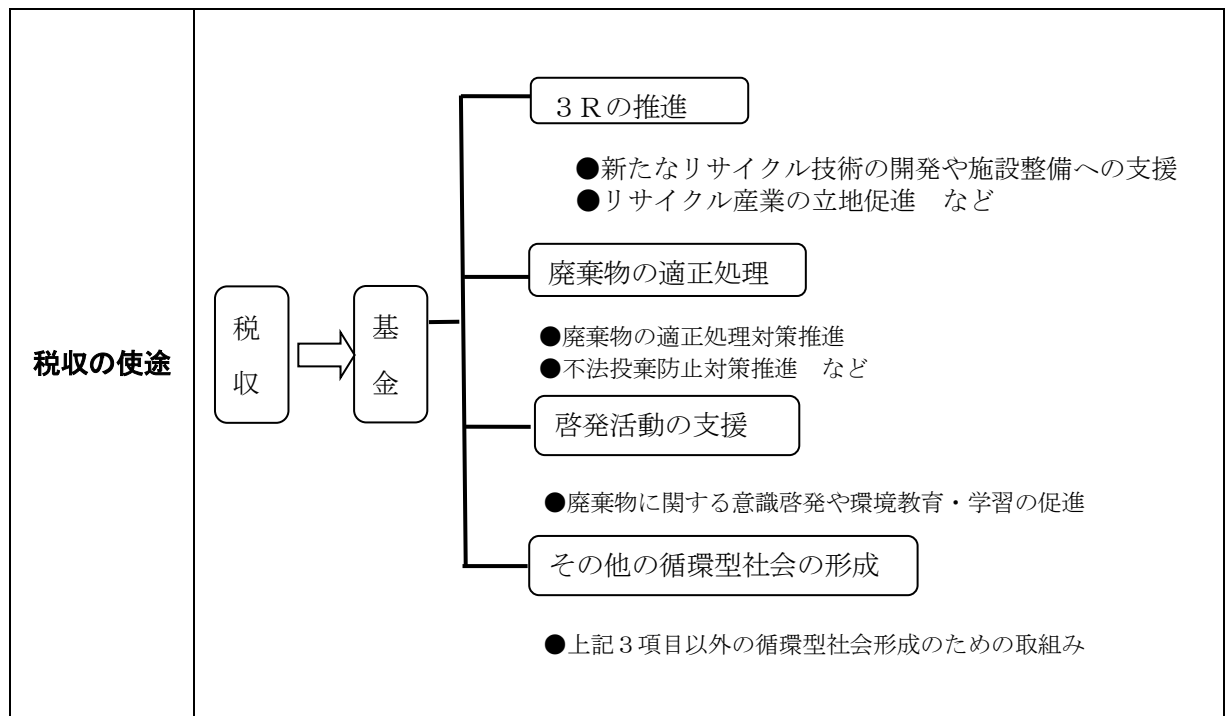 税収の使途
税収
基金
３Ｒの推進
●新たなリサイクル技術の開発や施設整備への支援
●リサイクル産業の立地促進　など
廃棄物の適正処理
●廃棄物の適正処理対策推進
●不法投棄防止対策推進　など
啓発活動の支援
●廃棄物に関する意識啓発や環境教育・学習の促進
その他の循環型社会の形成
●上記３項目以外の循環型社会形成のための取組み